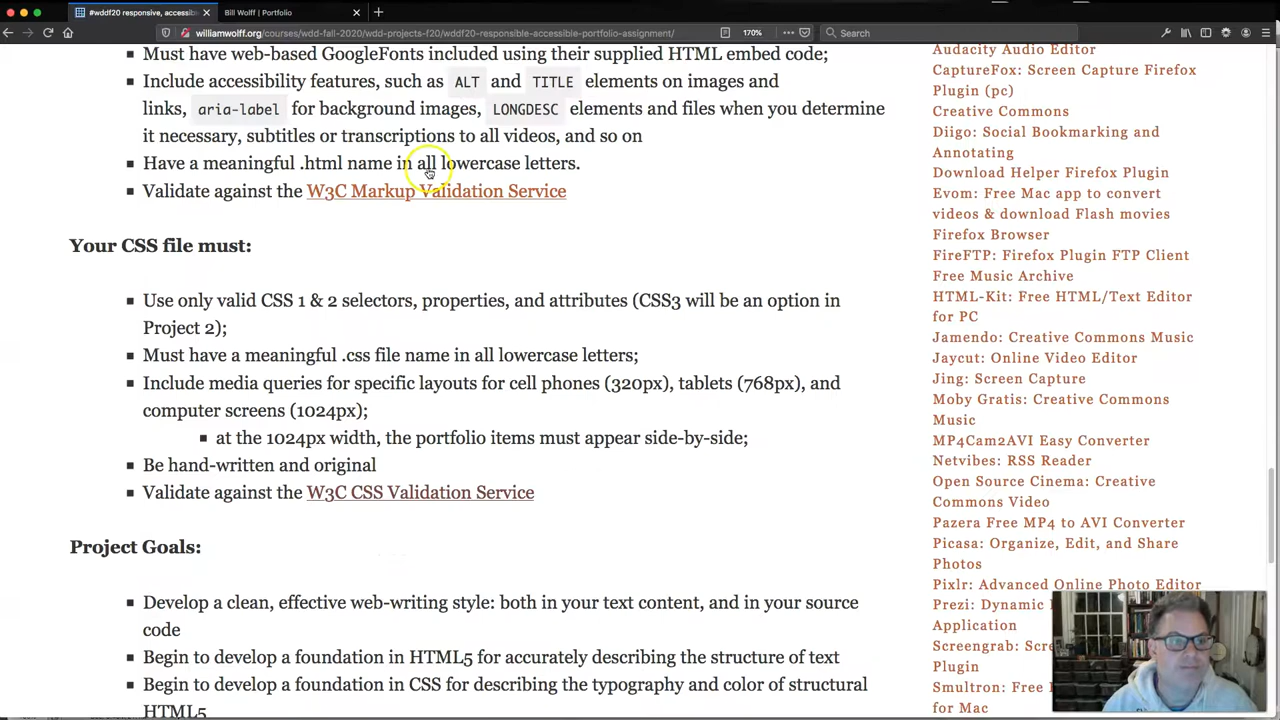 #wddf20 responsive, accessible
Bill Wolff | Portfolio
williamwolff.org/courses/wdd-fall-2020/wdd-projects-f20/wddf20-responsive-accessible-portfolio-assignment/
170%
Search
Must have web-based GoogleFonts included using their supplied HTML embed code;
Include accessibility features, such as ALT and TITLE elements on images and
links, aria-label for background images, LONGDESC elements and files when you determine
it necessary, subtitles or transcriptions to all videos, and so on
Have a meaningful .html name in all lowercase letters.
Validate against the W3C Markup Validation Service
Your CSS file must:
Use only valid CSS 1 & 2 selectors, properties, and attributes (CSS3 will be an option in
Project 2);
Must have a meaningful .css file name in all lowercase letters;
Include media queries for specific layouts for cell phones (320px), tablets (768px), and
computer screens (1024px);
at the 1024px width, the portfolio items must appear side-by-side;
Be hand-written and original
Validate against the W3C CSS Validation Service
Project Goals:
Develop a clean, effective web-writing style: both in your text content, and in your source
code
Begin to develop a foundation in HTML5 for accurately describing the structure of text
Begin to develop a foundation in CSS for describing the typography and color of structural
HTML5
Audacity Audio Editor
CaptureFox: Screen Capture Firefox
Plugin (pc)
Creative Commons
Diigo: Social Bookmarking and
Annotating
Download Helper Firefox Plugin
Evom: Free Mac app to convert
videos & download Flash movies
Firefox Browser
FireFTP: Firefox Plugin FTP Client
Free Music Archive
HTML-Kit: Free HTML/Text Editor
for PC
Jamendo: Creative Commons Music
Jaycut: Online Video Editor
Jing: Screen Capture
Moby Gratis: Creative Commons
Music
MP4Cam2AVI Easy Converter
Netvibes: RSS Reader
Open Source Cinema: Creative
Commons Video
Pazera Free MP4 to AVI Converter
Picasa: Organize, Edit, and Share
Photos
Pixlr: Advanced Online Photo Editor
Prezi: Dynamic
Application
Screengrab:
Plugin
Smultron: Free
for Mac